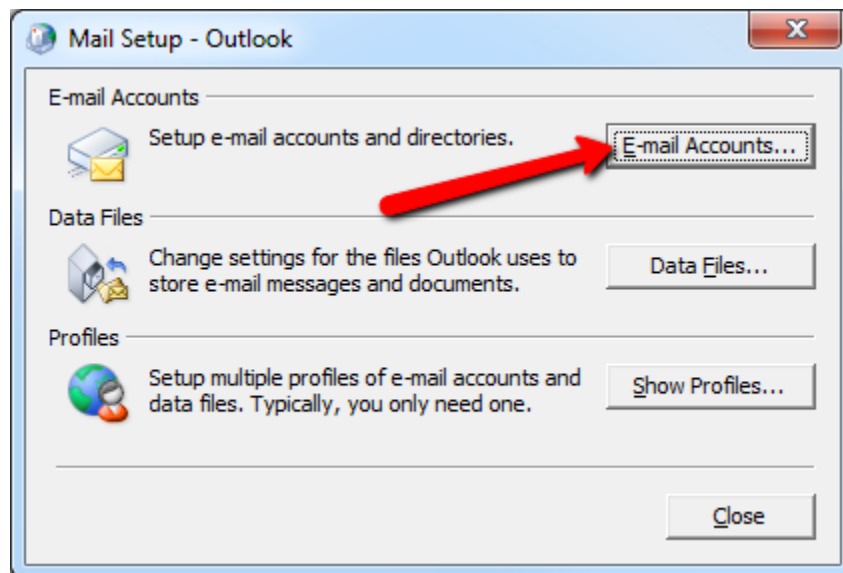 Mail Setup - Outlook
E-mail Accounts
Setup e-mail accounts and directories.
E-mail Accounts...
Data Files
Change settings for the files Outlook uses to
store e-mail messages and documents.
Data Files...
Profiles
Setup multiple profiles of e-mail accounts and
data files. Typically, you only need one.
Show Profiles...
Close